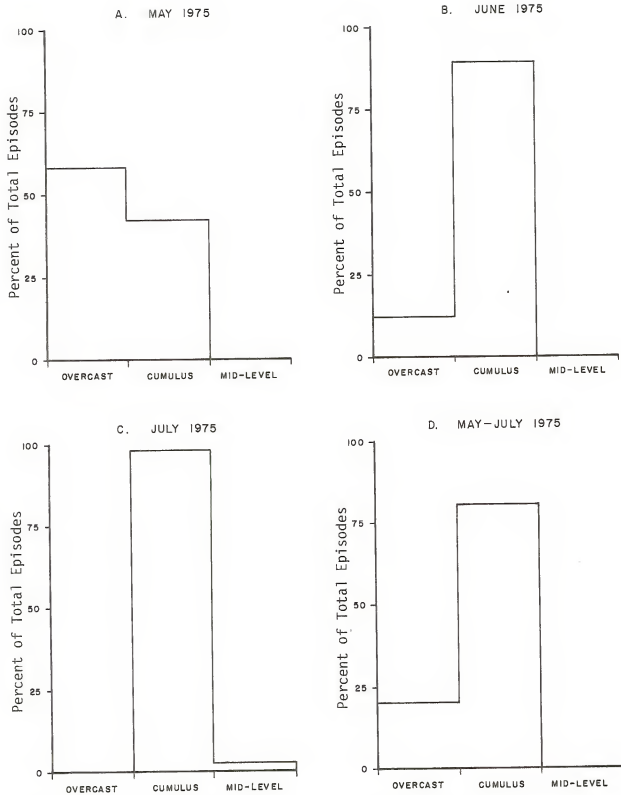 A. MAY 1975
100
75
50
25
0
Percent of Total Episodes
OVERCAST CUMULUS MID-LEVEL
B. JUNE 1975
100
75
50
25
0
Percent of Total Episodes
OVERCAST CUMULUS MID-LEVEL
C. JULY 1975
100
75
50
25
0
Percent of Total Episodes
OVERCAST CUMULUS MID-LEVEL
D. MAY-JULY 1975
100
75
50
25
0
Percent of Total Episodes
OVERCAST CUMULUS MID-LEVEL